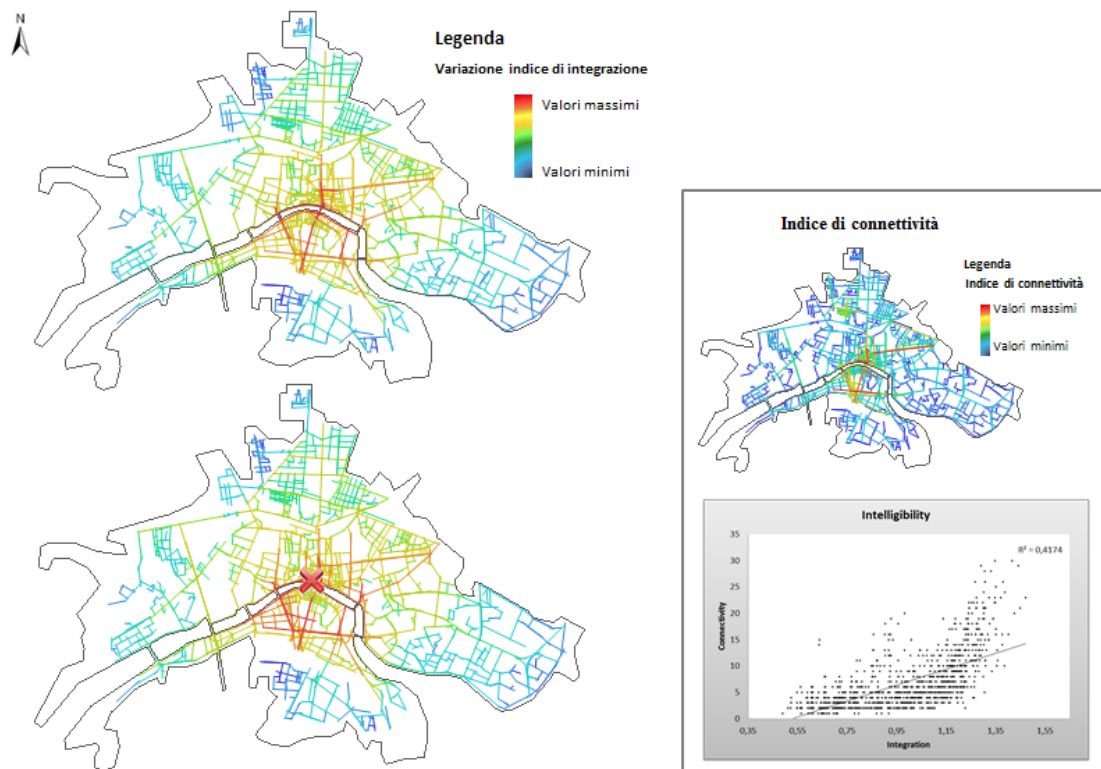 N
Legenda
Variazione indice di integrazione
Valori massimi
Valori minimi
Indice di connettività
Legenda
Indice di connettività
Valori massimi
Valori minimi
Intelligibility
R² = 0,4174
Connectivity
35
30
25
20
15
10
5
0
0,35
0,55
0,75
0,95
1,15
1,35
1,55
Integration